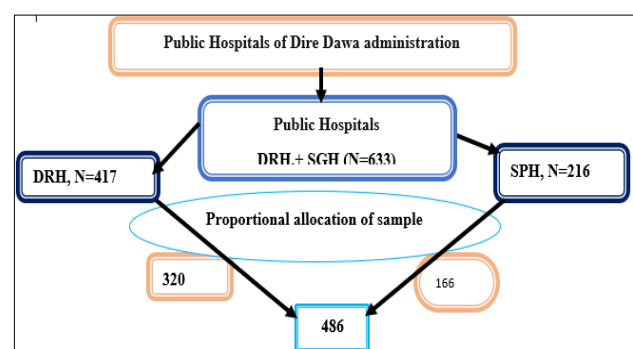 Public Hospitals of Dire Dawa administration
Public Hospitals
DRH.+ SGH (N=633)
DRH, N=417
SPH, N=216
Proportional allocation of sample
320
166
486